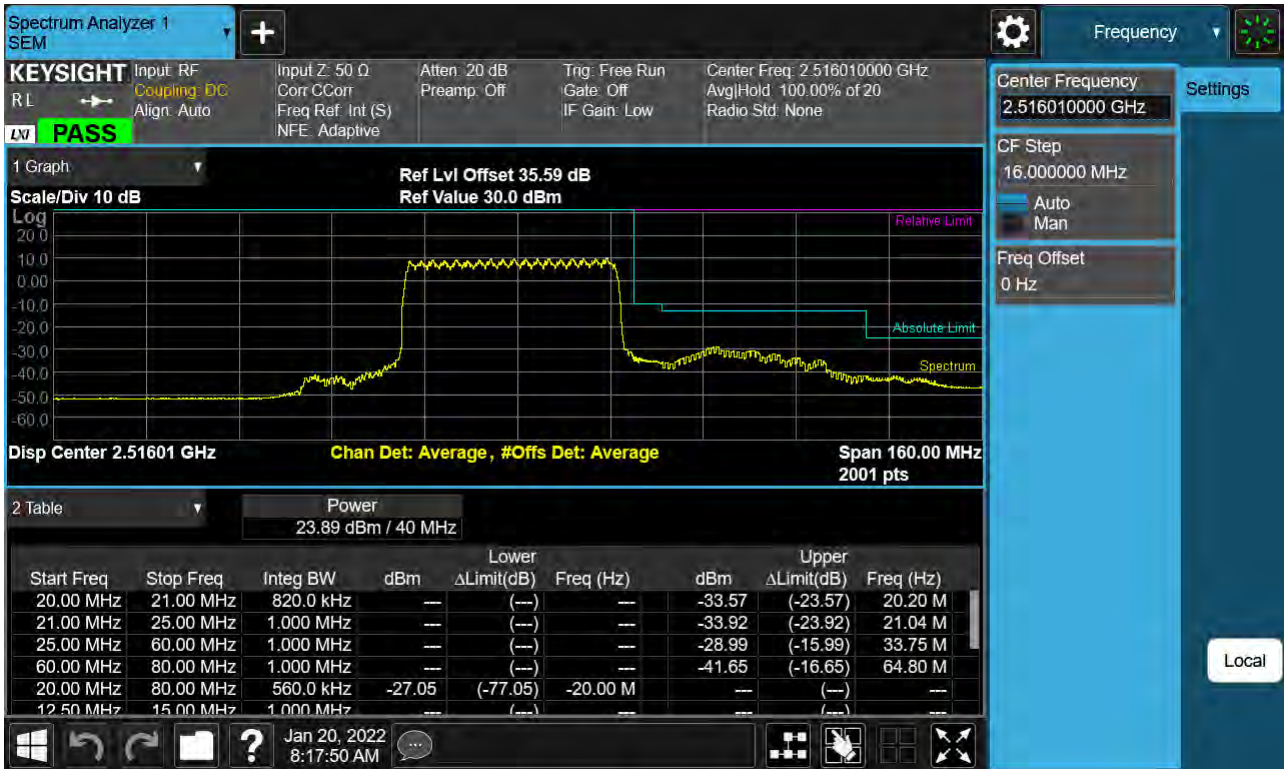 Spectrum Analyzer 1
SEM
Frequency
KEYSIGHT
RL
LXI PASS
Input: RF
Coupling: DC
Align: Auto
Input Z: 50 Ω
Corr CCorr
Freq Ref: Int (S)
NFE: Adaptive
Atten: 20 dB
Preamp: Off
Trig: Free Run
Gate: Off
IF Gain: Low
Center Freq: 2.516010000 GHz
Avg|Hold: 100.00% of 20
Radio Std: None
Center Frequency
2.516010000 GHz
Settings
CF Step
16.000000 MHz
Auto
Man
Freq Offset
0 Hz
Local
1 Graph
Scale/Div 10 dB
Ref Lvl Offset 35.59 dB
Ref Value 30.0 dBm
Log
20.0
10.0
0.00
-10.0
-20.0
-30.0
-40.0
-50.0
-60.0
Relative Limit
Absolute Limit
Spectrum
Disp Center 2.51601 GHz
Chan Det: Average, #Offs Det: Average
Span 160.00 MHz
2001 pts
2 Table
Power
23.89 dBm / 40 MHz
Lower Upper
Start Freq Stop Freq Integ BW dBm ΔLimit(dB) Freq (Hz) dBm ΔLimit(dB) Freq (Hz)
20.00 MHz 21.00 MHz 820.0 kHz --- (---) --- -33.57 (-23.57) 20.20 M
21.00 MHz 25.00 MHz 1.000 MHz --- (---) --- -33.92 (-23.92) 21.04 M
25.00 MHz 60.00 MHz 1.000 MHz --- (---) --- -28.99 (-15.99) 33.75 M
60.00 MHz 80.00 MHz 1.000 MHz --- (---) --- -41.65 (-16.65) 64.80 M
20.00 MHz 80.00 MHz 560.0 kHz -27.05 (-77.05) -20.00 M --- (---) ---
12.50 MHz 15.00 MHz 1.000 MHz --- (---) --- --- (---) ---
Jan 20, 2022
8:17:50 AM